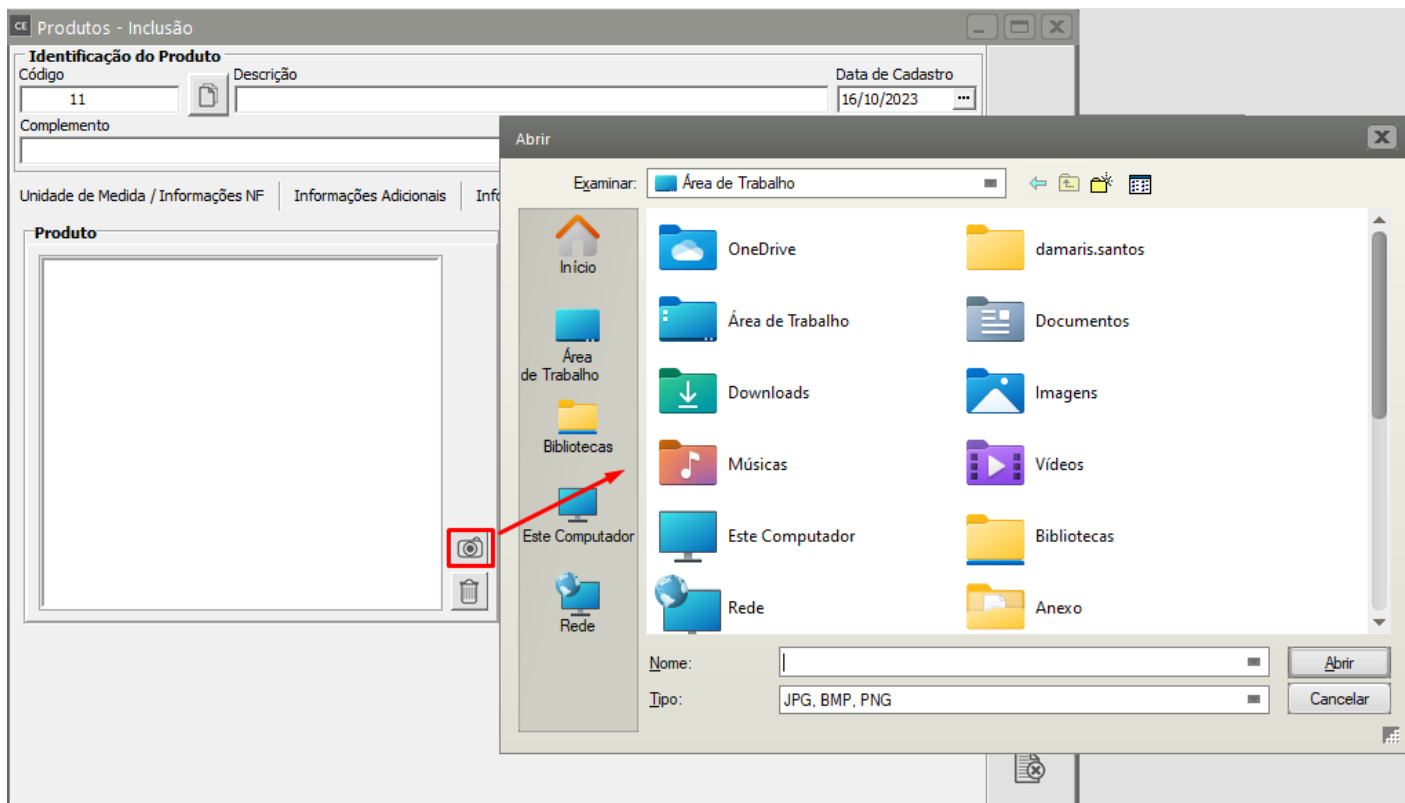 CE Produtos - Inclusão
Identificação do Produto
Código
Descrição
Data de Cadastro
11
16/10/2023
Complemento
Unidade de Medida / Informações NF
Informações Adicionais
Produto
Abrir
Examinar:
Área de Trabalho
Início
Área
de Trabalho
Bibliotecas
Este Computador
Rede
OneDrive
damaris.santos
Área de Trabalho
Documentos
Downloads
Imagens
Músicas
Vídeos
Este Computador
Bibliotecas
Rede
Anexo
Nome:
Abrir
Tipo:
JPG, BMP, PNG
Cancelar